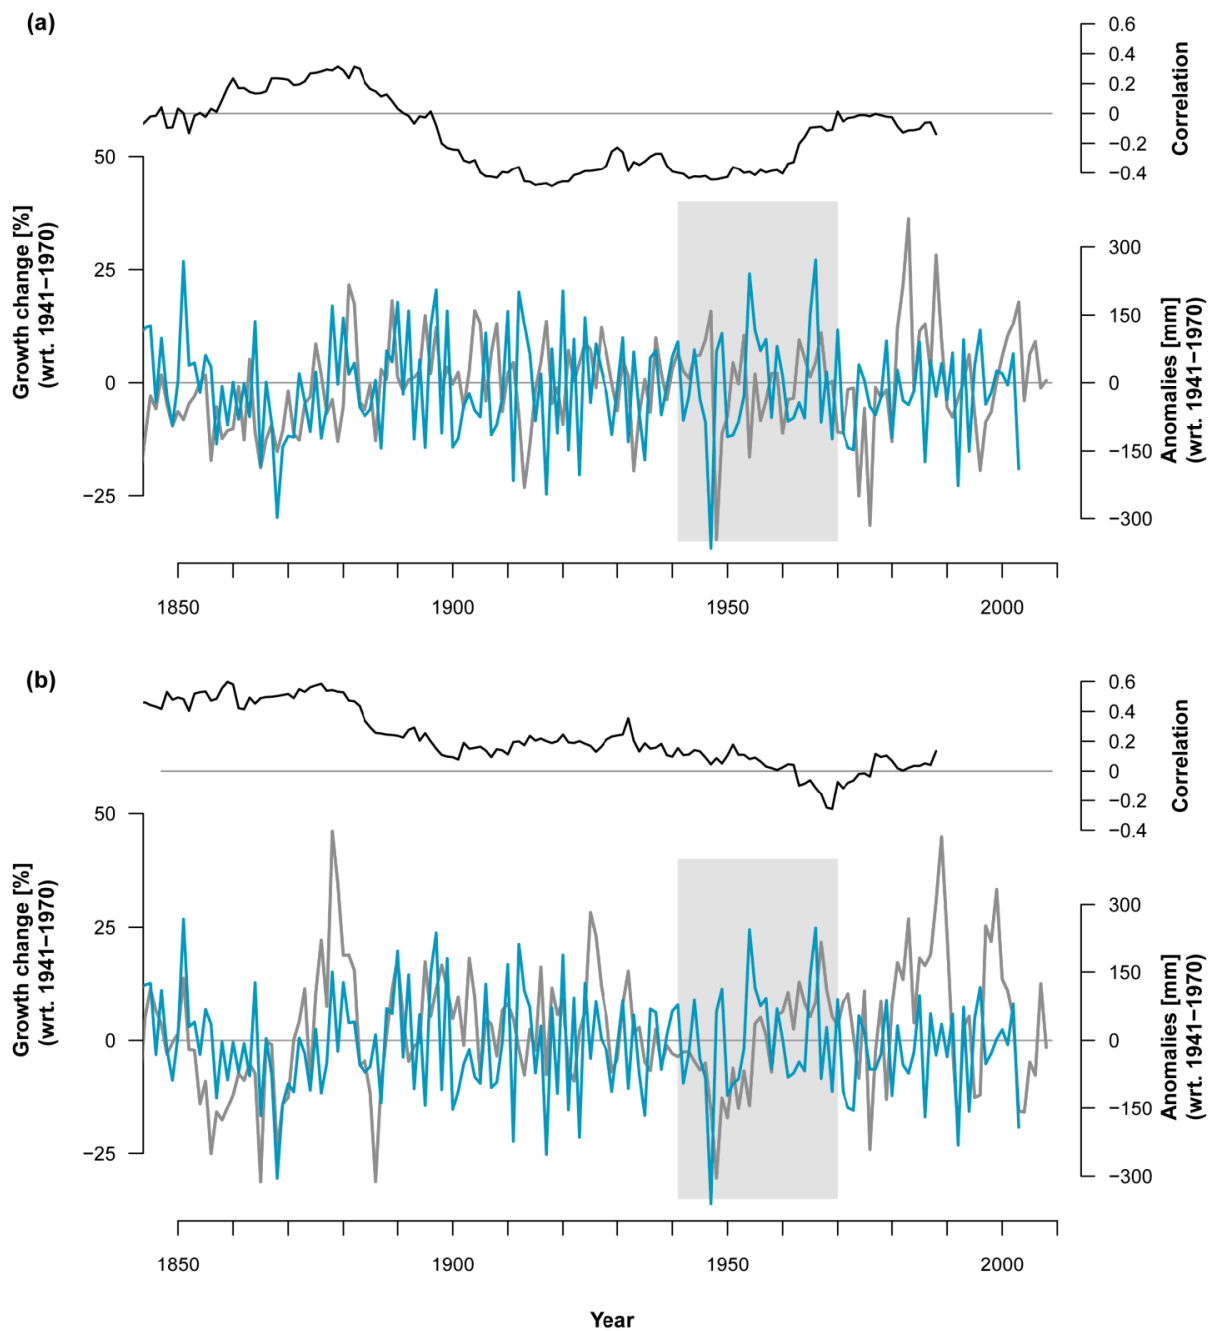 (a)
0.6
0.4
0.2
0
−0.2
−0.4
Correlation
50
25
0
−25
Growth change [%]
(wrt. 1941−1970)
300
150
0
−150
−300
Anomalies [mm]
(wrt. 1941−1970)
1850
1900
1950
2000
(b)
0.6
0.4
0.2
0
−0.2
−0.4
Correlation
50
25
0
−25
Growth change [%]
(wrt. 1941−1970)
300
150
0
−150
−300
Anomalies [mm]
(wrt. 1941−1970)
1850
1900
1950
2000
Year